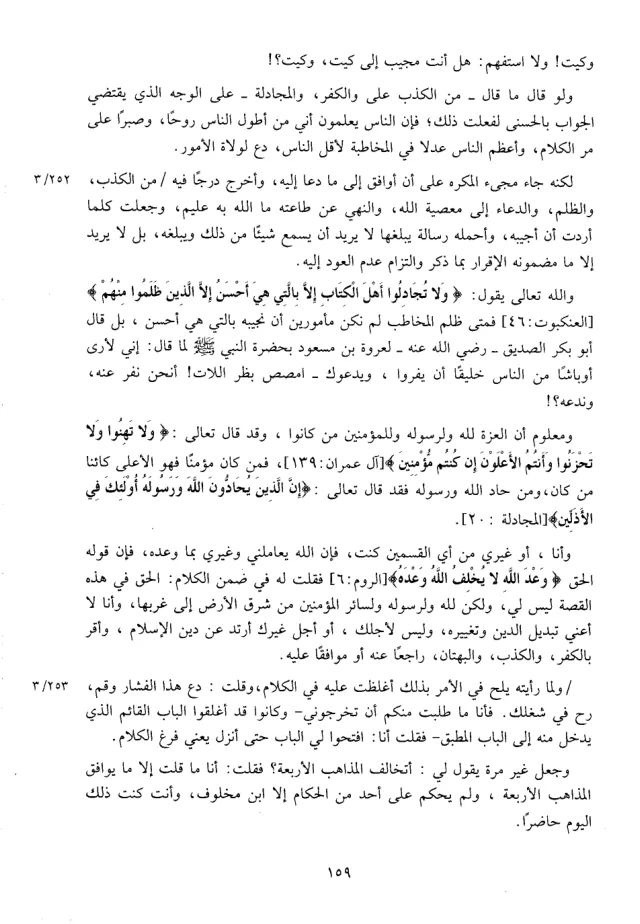 وكيت! ولا استفهم: هل أنت مجيب إلى كيت، وكيت؟!
ولو قال ما قال ـ من الكذب على والكفر، والمجادلة ـ على الوجه الذي يقتضي
الجواب بالحسنى لفعلت ذلك؛ فإن الناس يعلمون أني من أطول الناس روحًا، وصبرًا على
مر الكلام، وأعظم الناس عدلا في المخاطبة لأقل الناس، دع لولاة الأمور.
لكنه جاء مجيء المكره على أن أوافق إلى ما دعا إليه، وأخرج درجًا فيه / من الكذب، ٣/٢٥٢
والظلم، والدعاء إلى معصية الله، والنهي عن طاعته ما الله به عليم، وجعلت كلما
أردت أن أجيبه، وأحمله رسالة يبلغها لا يريد أن يسمع شيئًا من ذلك ويبلغه، بل لا يريد
إلا ما مضمونه الإقرار بما ذكر والتزام عدم العود إليه.
والله تعالى يقول: ﴿ وَلا تُجَادِلُوا أَهْلَ الْكِتَابِ إِلاَّ بِالَّتِي هِيَ أَحْسَنُ إِلاَّ الَّذِينَ ظَلَمُوا مِنْهُمْ ﴾
[العنكبوت:٤٦] فمتى ظلم المخاطب لم نكن مأمورين أن نجيبه بالتي هي أحسن ، بل قال
أبو بكر الصديق ـ رضي الله عنه ـ لعروة بن مسعود بحضرة النبي ﷺ لما قال: إني لأرى
أوباشًا من الناس خليقًا أن يفروا ، ويدعوك ـ امصص بظر اللات! أنحن نفر عنه،
وندعه؟!
ومعلوم أن العزة لله ولرسوله وللمؤمنين من كانوا ، وقد قال تعالى :﴿ وَلا تَهِنُوا وَلا
تَحْزَنُوا وَأَنتُمُ الأَعْلَوْنَ إِن كُنتُم مُّؤْمِنِينَ ﴾[آل عمران:١٣٩]، فمن كان مؤمنًا فهو الأعلى كائنا
من كان،ومن حاد الله ورسوله فقد قال تعالى :﴿إِنَّ الَّذِينَ يُحَادُّونَ اللَّهَ وَرَسُولَهُ أُوْلَئِكَ فِي
الأَذَلِّينَ﴾[المجادلة :٢٠].
وأنا ، أو غيري من أي القسمين كنت، فإن الله يعاملني وغيري بما وعده، فإن قوله
الحق ﴿ وَعْدَ اللَّهِ لا يُخْلِفُ اللَّهُ وَعْدَهُ﴾[الروم:٦] فقلت له في ضمن الكلام: الحق في هذه
القصة ليس لي، ولكن لله ولرسوله ولسائر المؤمنين من شرق الأرض إلى غربها، وأنا لا
أعني تبديل الدين وتغييره، وليس لأجلك ، أو أجل غيرك أرتد عن دين الإسلام ، وأقر
بالكفر، والكذب، والبهتان، راجعًا عنه أو موافقًا عليه.
/ولما رأيته يلح في الأمر بذلك أغلظت عليه في الكلام،وقلت : دع هذا الفشار وقم، ٣/٢٥٣
رح في شغلك. فأنا ما طلبت منكم أن تخرجوني– وكانوا قد أغلقوا الباب القائم الذي
يدخل منه إلى الباب المطبق– فقلت أنا: افتحوا لي الباب حتى أنزل يعني فرغ الكلام.
وجعل غير مرة يقول لي : أتخالف المذاهب الأربعة؟ فقلت: أنا ما قلت إلا ما يوافق
المذاهب الأربعة ، ولم يحكم على أحد من الحكام إلا ابن مخلوف، وأنت كنت ذلك
اليوم حاضرًا.
١٥٩